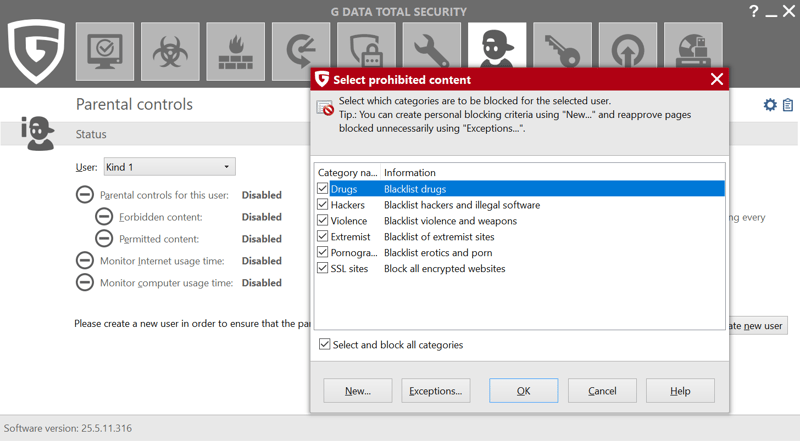 G DATA TOTAL SECURITY
?
Parental controls
Status
User: Kind 1
Parental controls for this user: Disabled
Forbidden content: Disabled
Permitted content: Disabled
Monitor Internet usage time: Disabled
Monitor computer usage time: Disabled
ing every
Please create a new user in order to ensure that the
new user
Select prohibited content
Select which categories are to be blocked for the selected user.
Tip.: You can create personal blocking criteria using "New..." and reapprove pages
blocked unnecessarily using "Exceptions...".
Category na... Information
Drugs Blacklist drugs
Hackers Blacklist hackers and illegal software
Violence Blacklist violence and weapons
Extremist Blacklist of extremist sites
Pornogra... Blacklist erotics and porn
SSL sites Block all encrypted websites
Select and block all categories
New... Exceptions... OK Cancel Help
Software version: 25.5.11.316